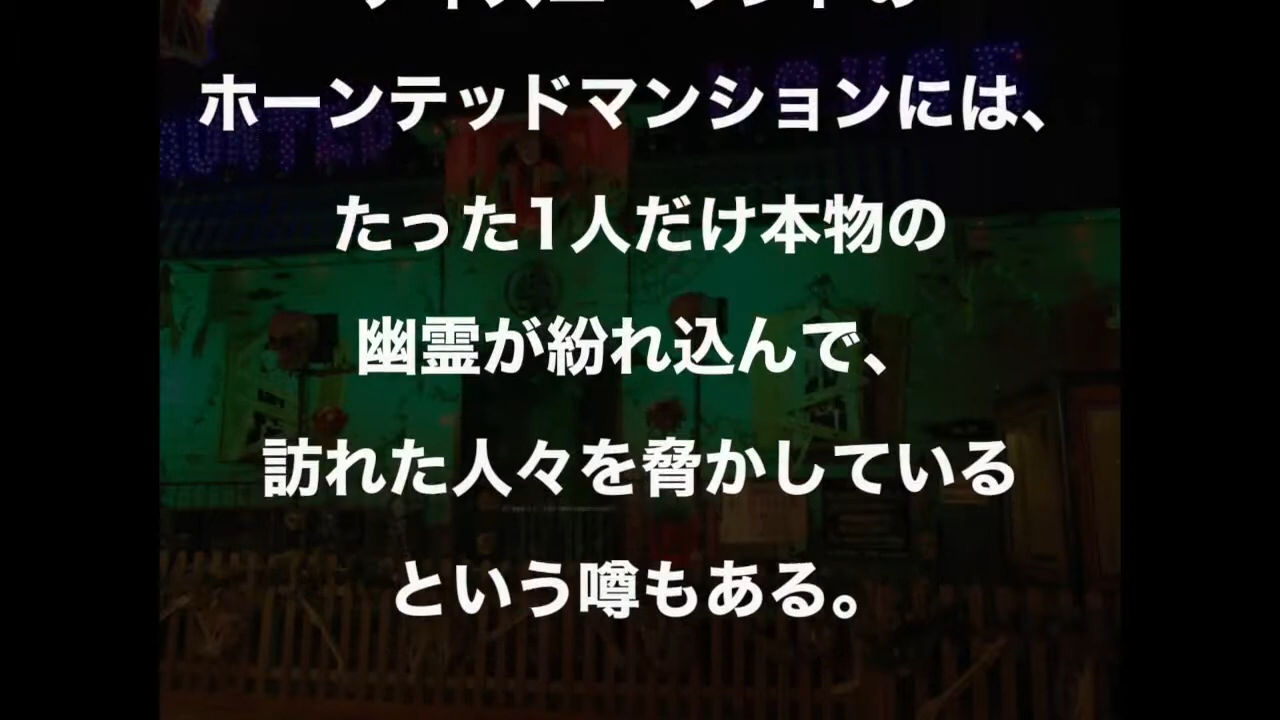 ホーンテッドマンションには、
たった1人だけ本物の
幽霊が紛れ込んで、
訪れた人々を脅かしている
という噂もある。